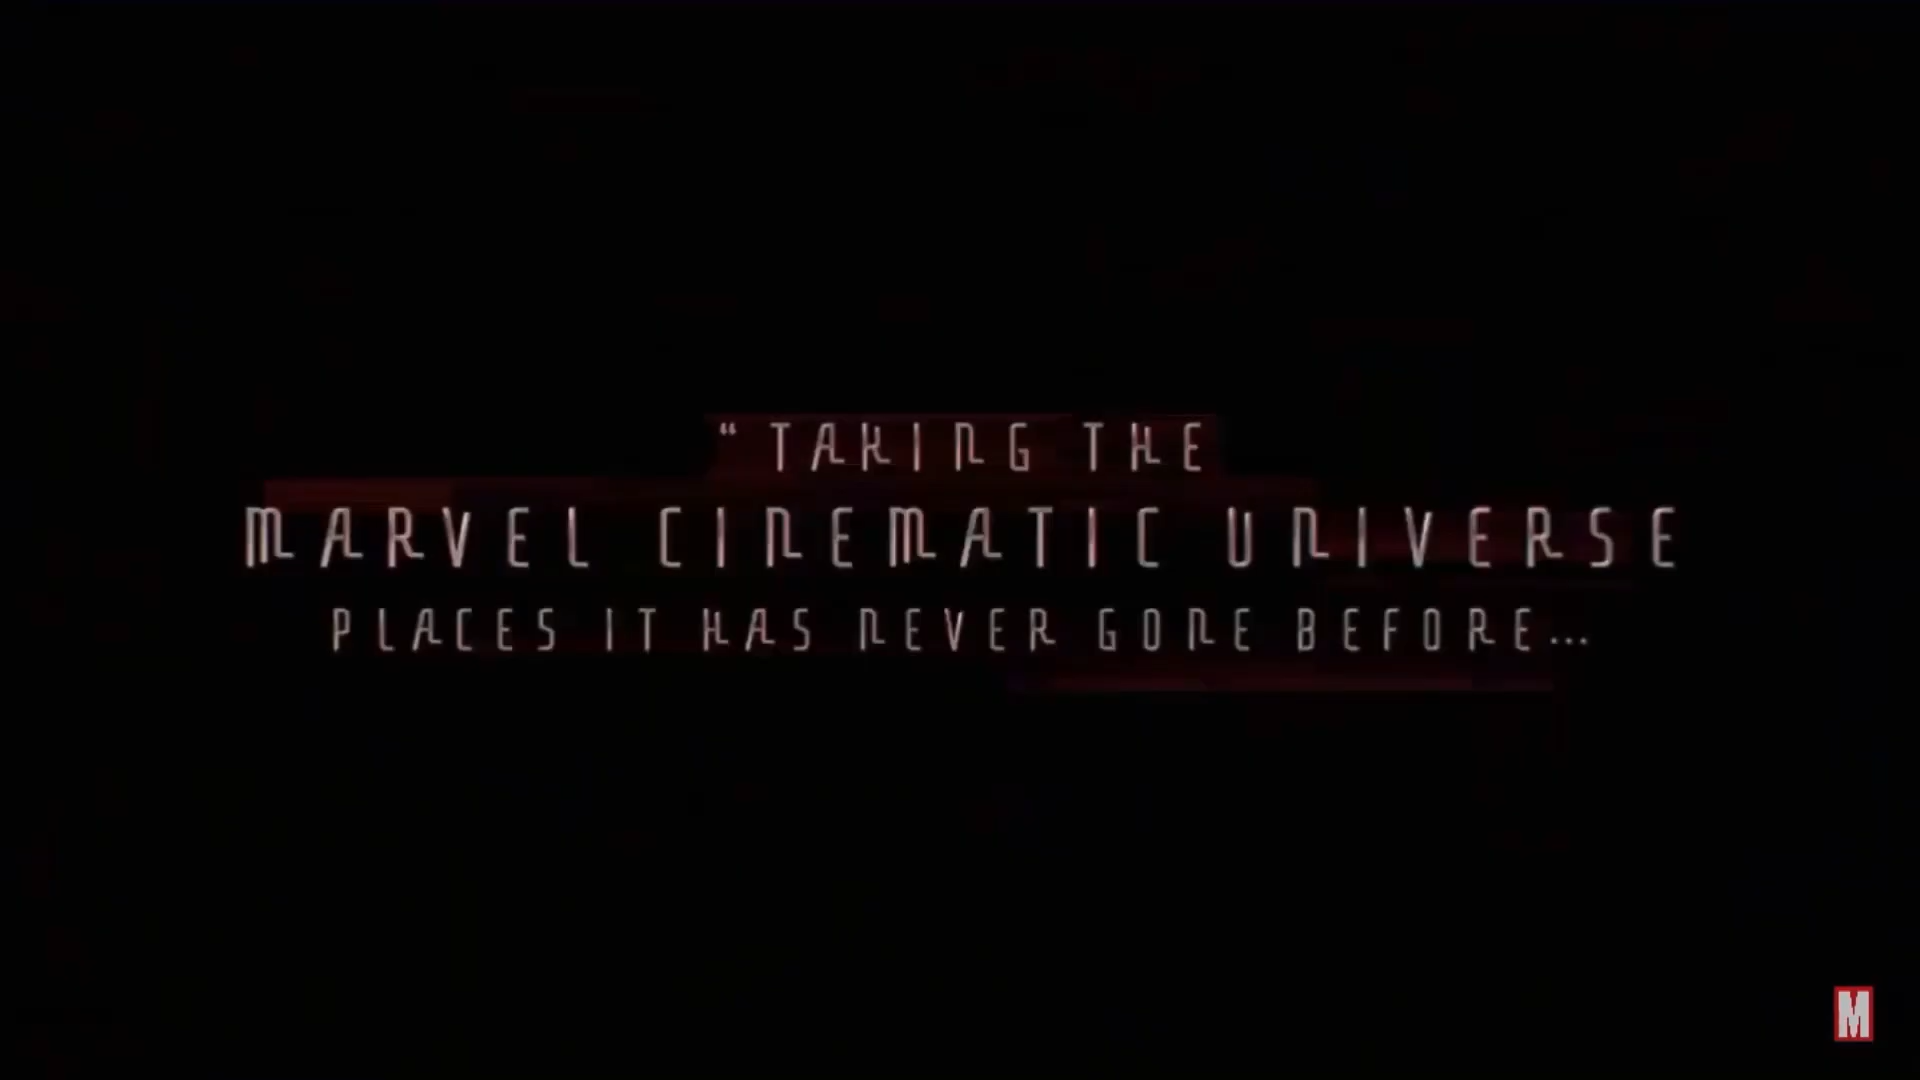 “TAKING THE
MARVEL CINEMATIC UNIVERSE
PLACES IT HAS NEVER GONE BEFORE...
M